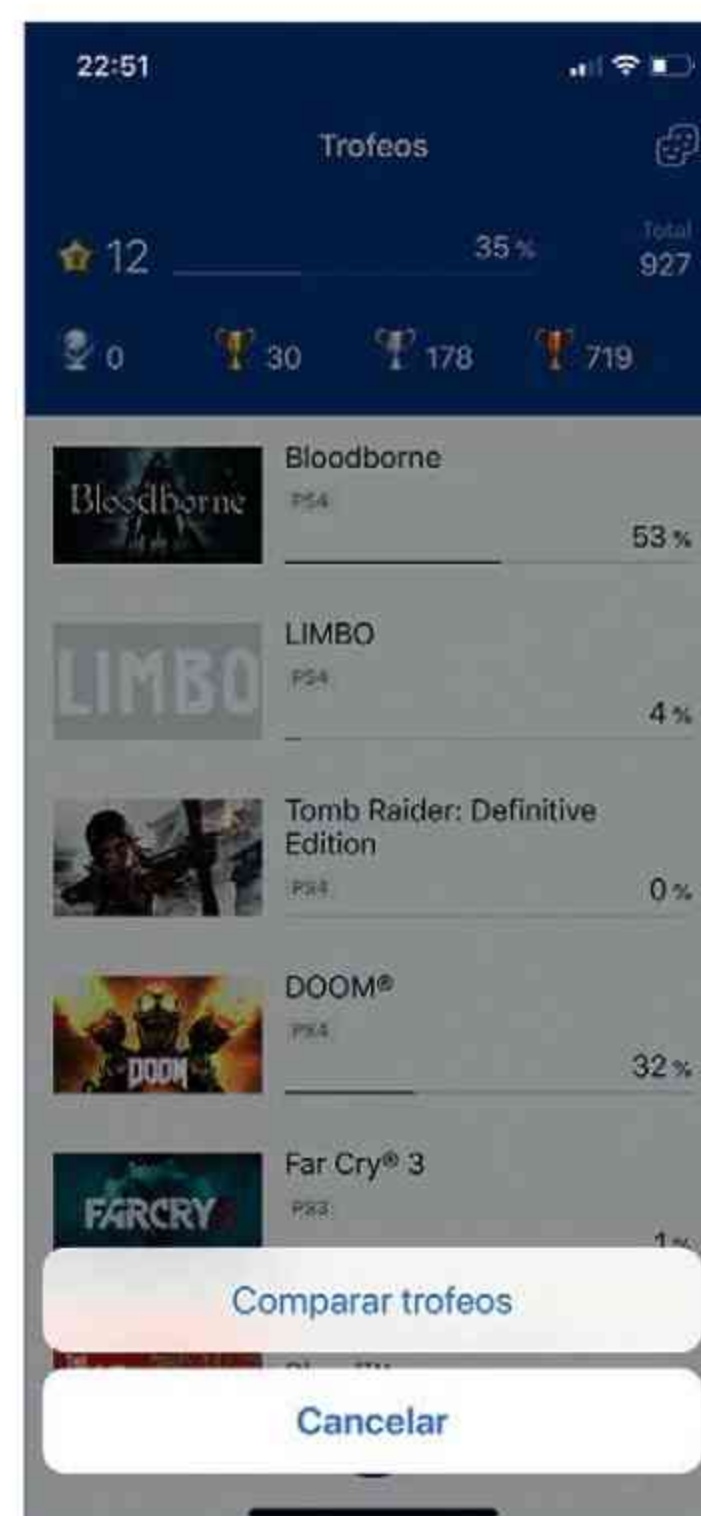 22:51
Trofeos
12
35 %
Total
927
0
30
178
719
Bloodborne
Bloodborne
PS4
53 %
LIMBO
LIMBO
PS4
4 %
Tomb Raider: Definitive
Edition
PS4
0 %
DOOM®
PS4
DOOM
32 %
Far Cry® 3
FARCRY
PS3
1 %
Comparar trofeos
Cancelar